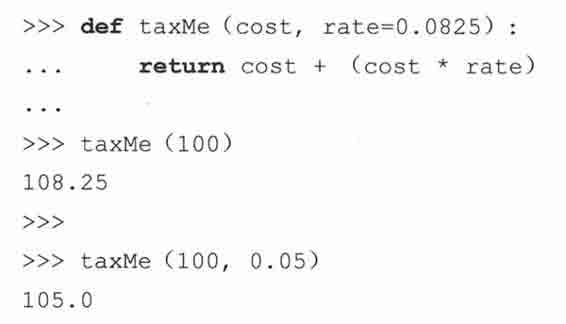 >>> def taxMe (cost, rate=0.0825) :
...     return cost + (cost * rate)
...
>>> taxMe (100)
108.25
>>>
>>> taxMe (100, 0.05)
105.0